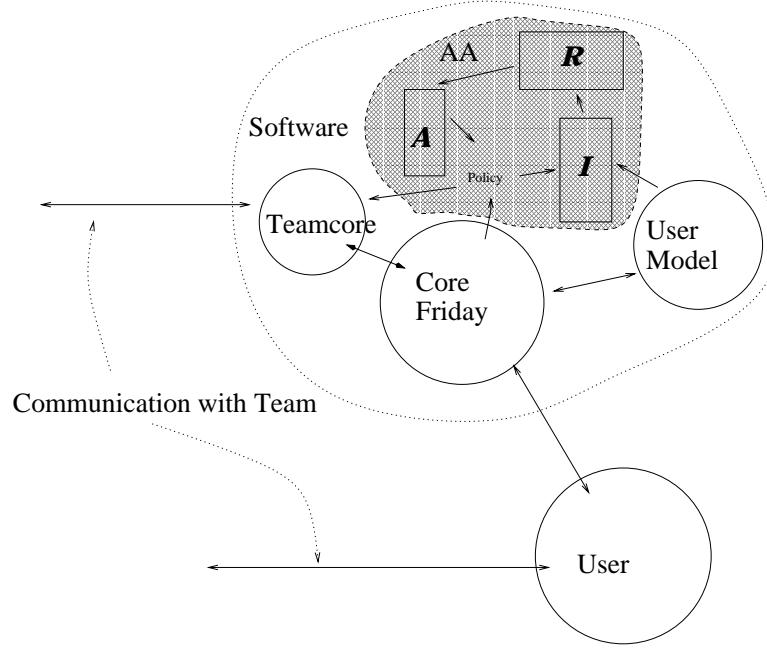 AA
R
Software
A
I
Policy
Teamcore
User
Model
Core
Friday
Communication with Team
User